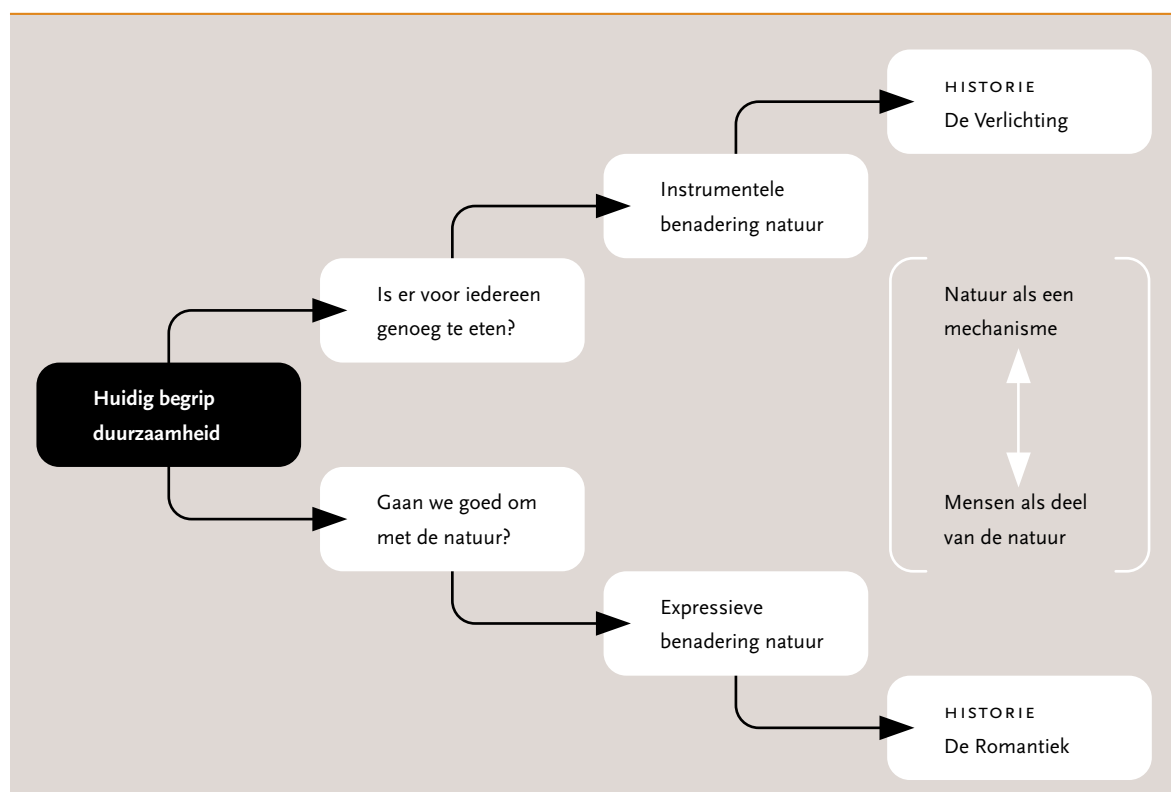 HISTORIE
De Verlichting
Instrumentele
benadering natuur
Is er voor iedereen
genoeg te eten?
Natuur als een
mechanisme
Huidig begrip
duurzaamheid
Gaan we goed om
met de natuur?
Mensen als deel
van de natuur
Expressieve
benadering natuur
HISTORIE
De Romantiek